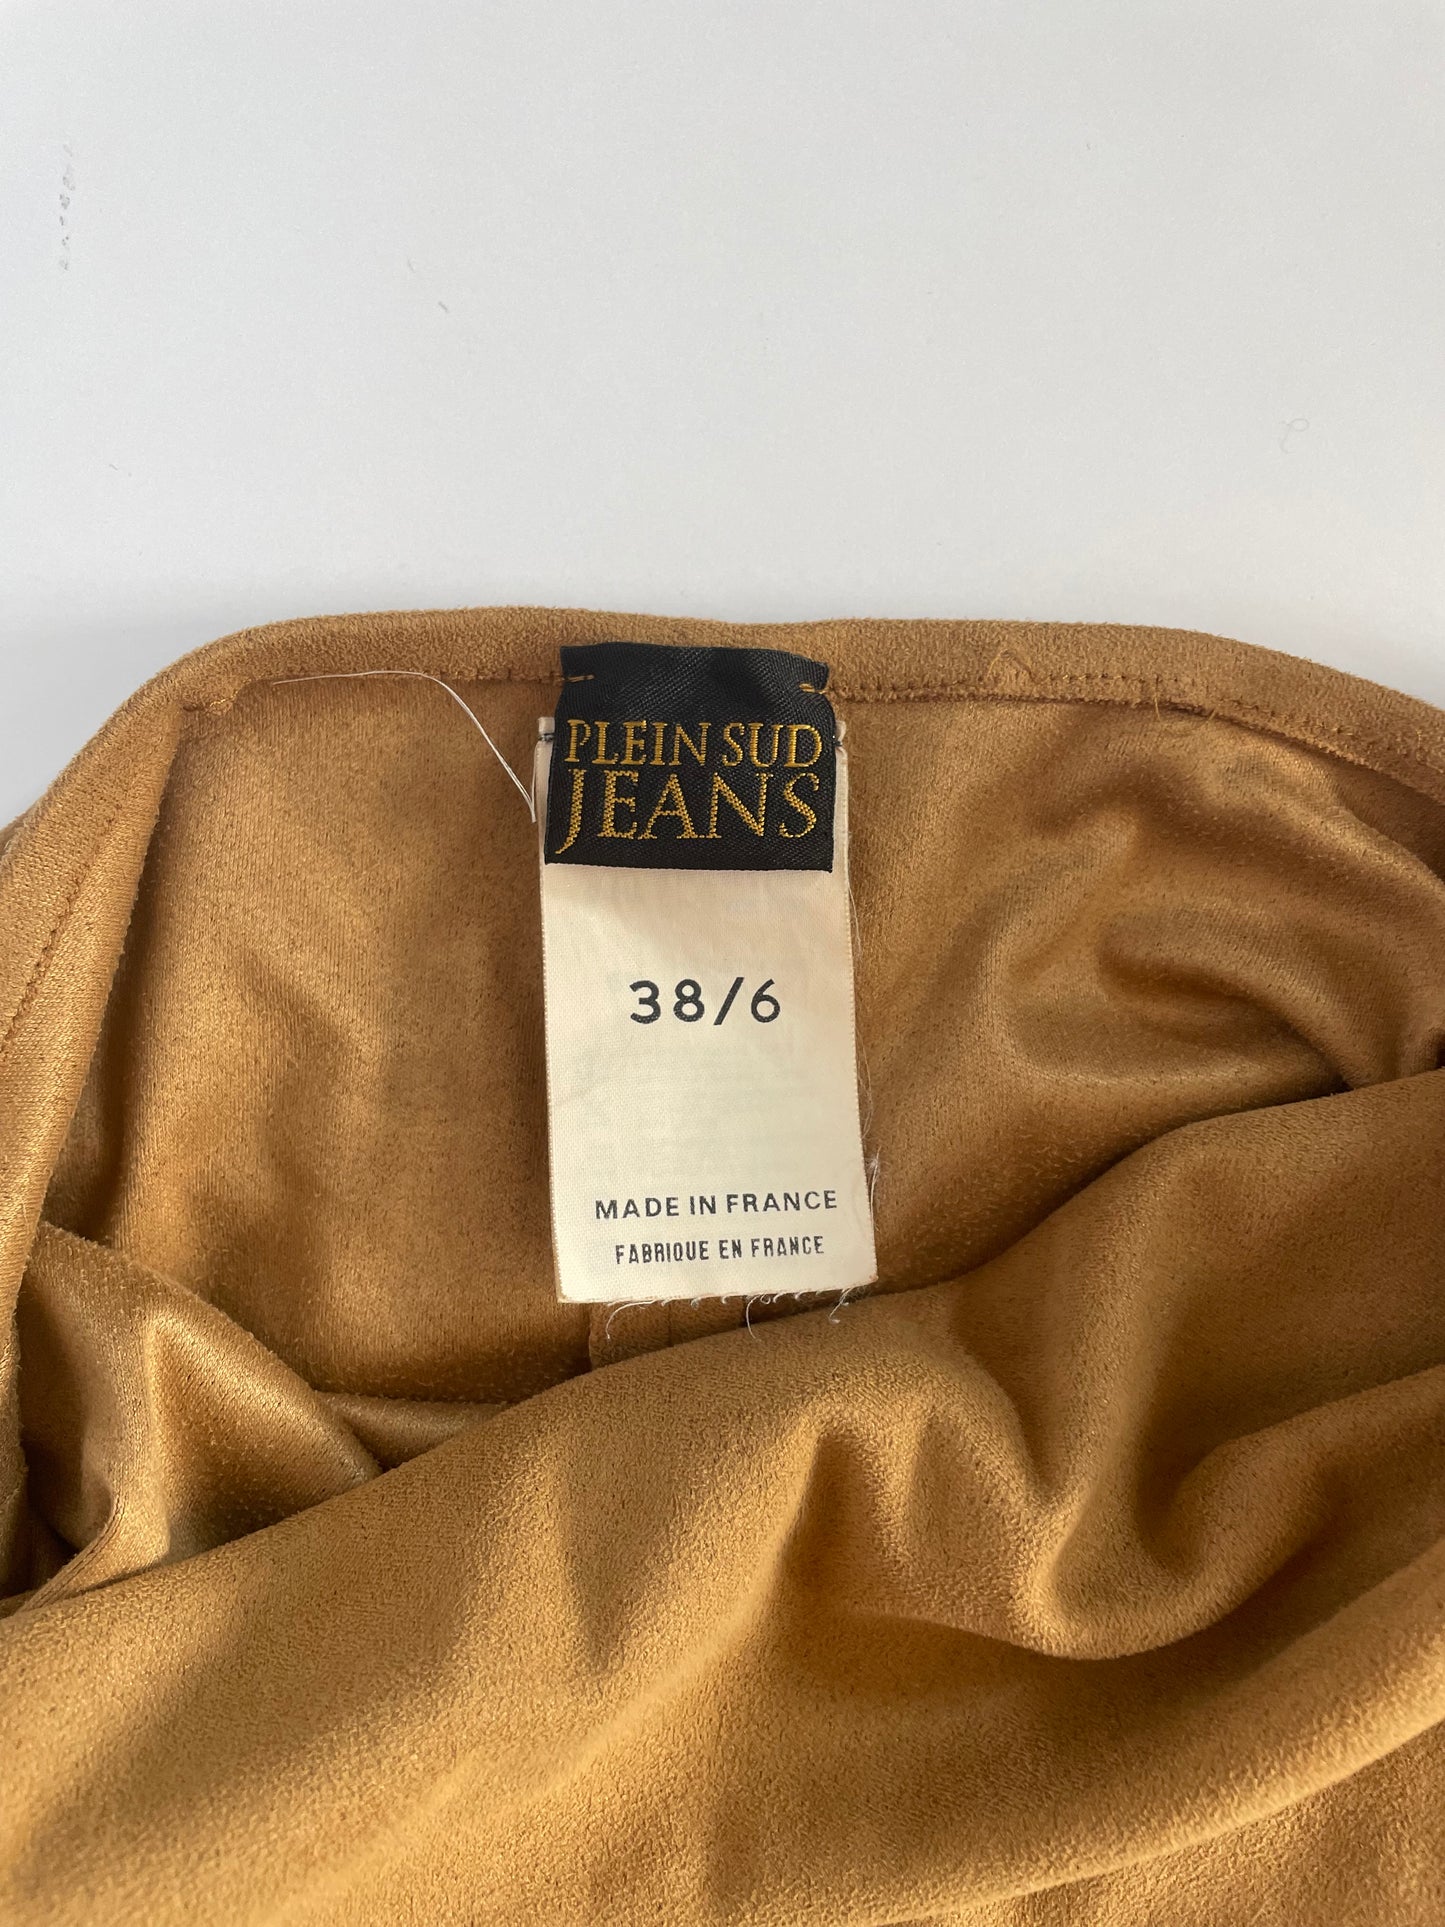 PLEIN SUD
JEANS
38/6
MADE IN FRANCE
FABRIQUE EN FRANCE